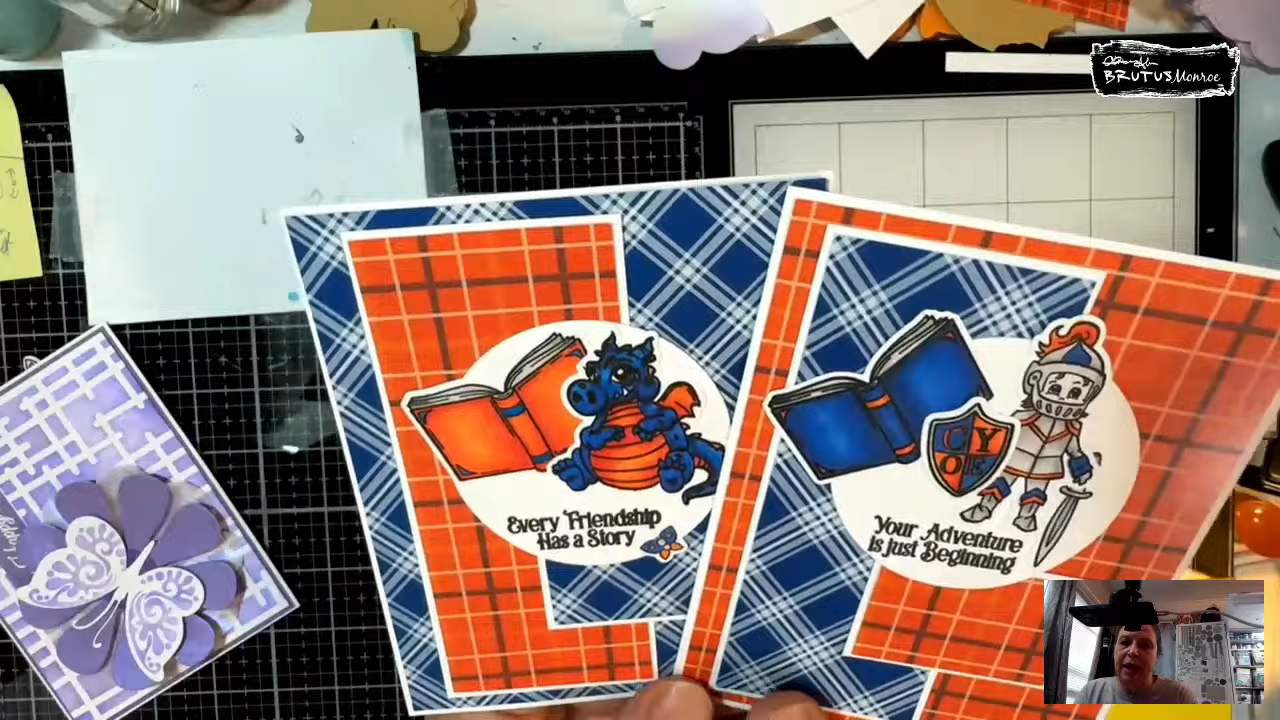 BRUTUS Monroe
Every Friendship
Has a Story
C Y
O E
Your Adventure
is just Beginning